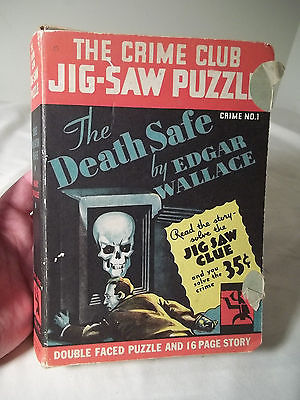 THE CRIME CLUB
JIG-SAW PUZZLE
CRIME NO.1
The
Death Safe
by EDGAR
WALLACE
Read the story-
solve the
JIG SAW
CLUE
and you
solve the
crime
35¢
DOUBLE FACED PUZZLE AND 16 PAGE STORY